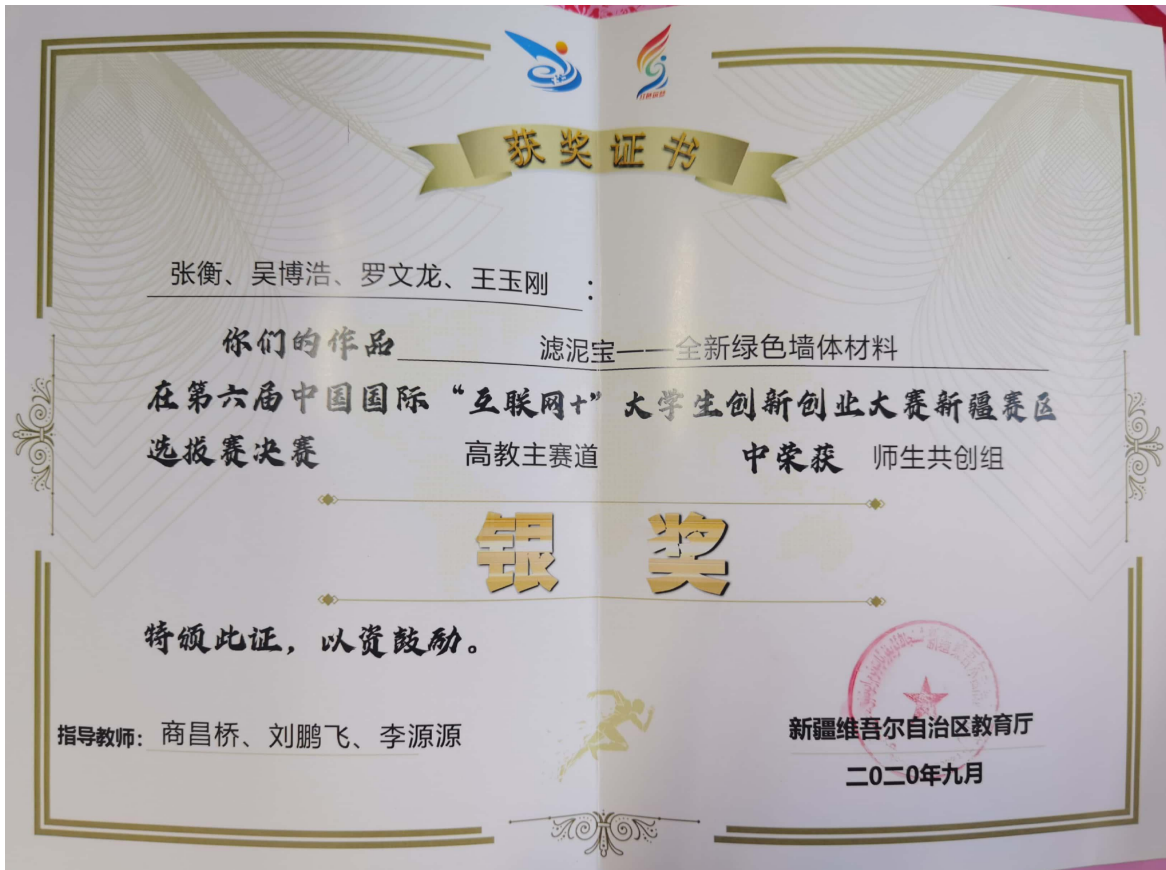 获奖证书
张衡、吴博浩、罗文龙、王玉刚：
你们的作品 滤泥宝——全新绿色墙体材料
在第六届中国国际“互联网+”大学生创新创业大赛新疆赛区
选拔赛决赛 高教主赛道 中荣获 师生共创组
银奖
特颁此证，以资鼓励。
指导教师：商昌桥、刘鹏飞、李源源
新疆维吾尔自治区教育厅
二0二0年九月